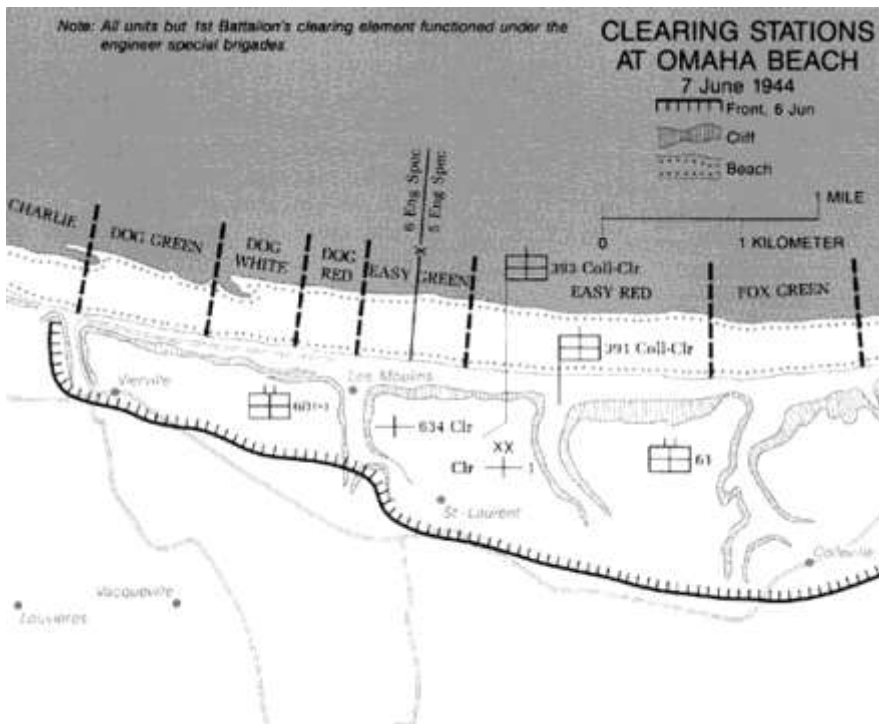 Note: All units but 1st Battalion's clearing element functioned under the
engineer special brigades
CLEARING STATIONS
AT OMAHA BEACH
7 June 1944
Front, 6 Jun
Cliff
Beach
1 MILE
0
1 KILOMETER
6 Eng Spec
5 Eng Spec
X
CHARLIE
DOG GREEN
DOG
WHITE
DOG
RED
EASY GREEN
EASY RED
FOX GREEN
393 Coll-Clr
391 Coll-Clr
Vierville
Les Moulins
634 Clr
XX
Clr
1
61
St-Laurent
Colleville
Vacqueville
Louvieres